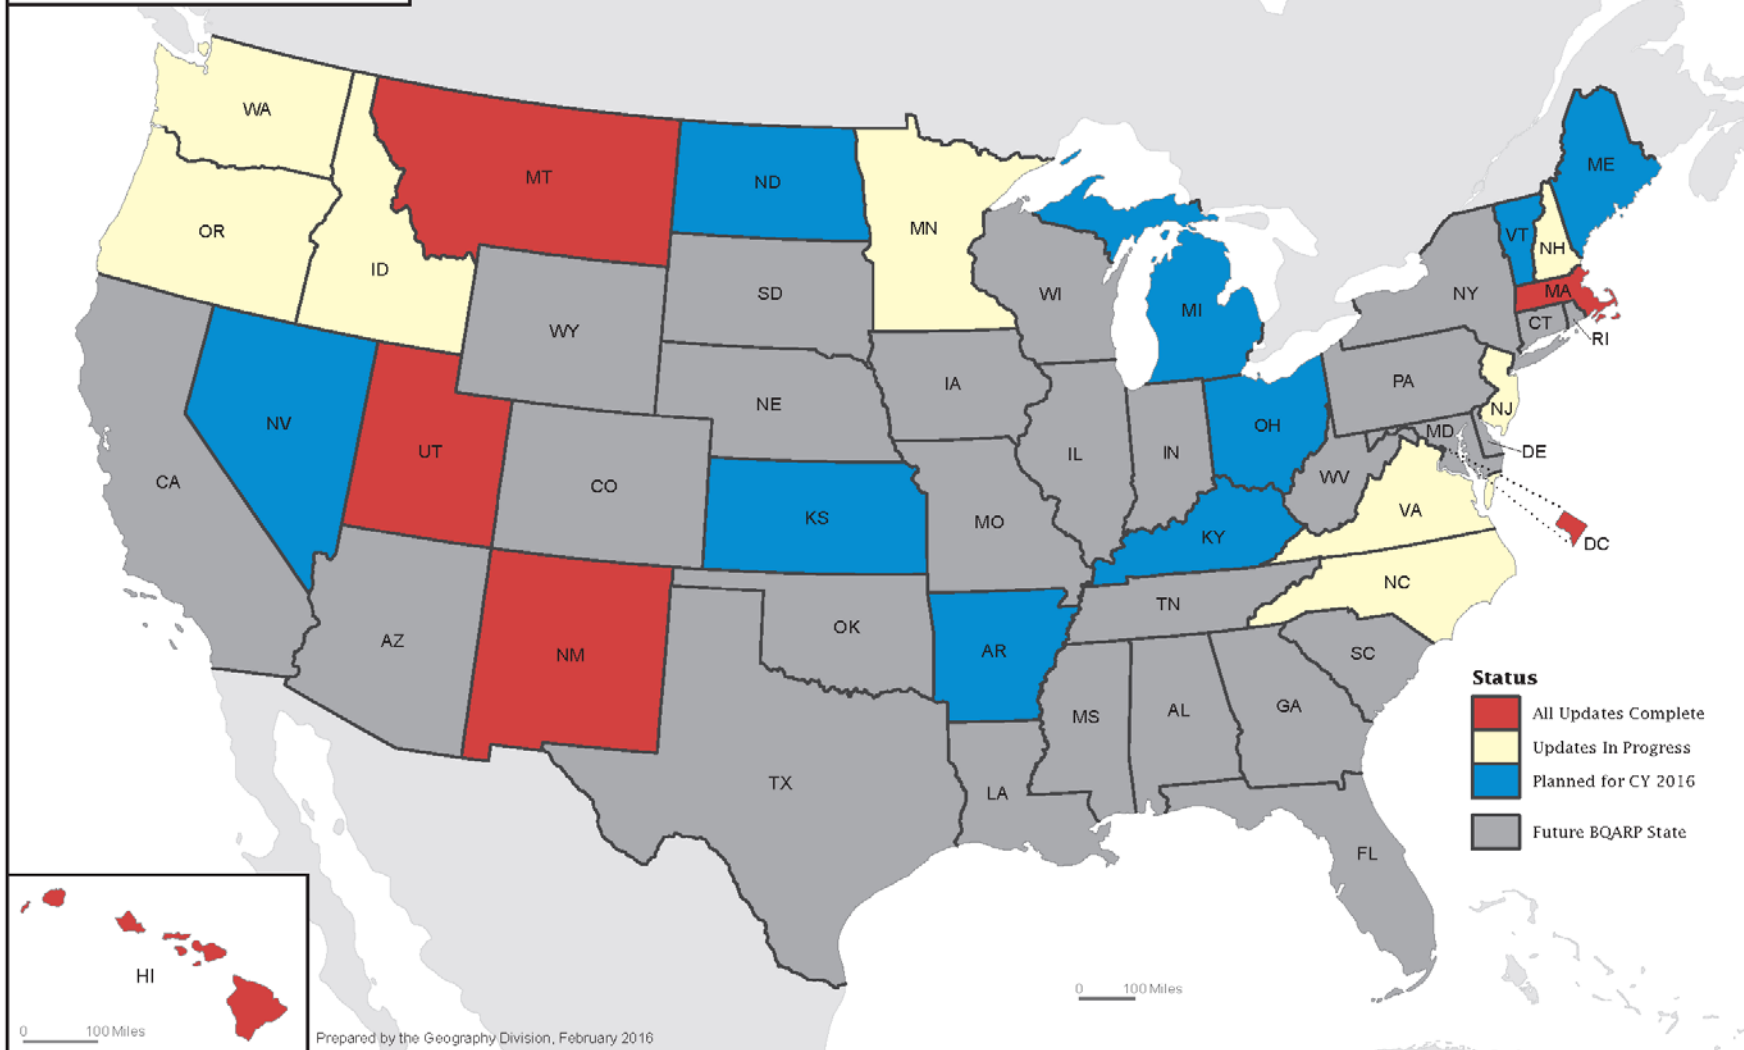 WA
MT
ND
ME
OR
ID
MN
VT
NH
SD
WI
MI
NY
MA
CT
RI
WY
IA
PA
NE
NJ
NV
UT
CO
KS
IL
IN
OH
MD
DE
WV
CA
MO
KY
VA
DC
AZ
NM
OK
AR
TN
NC
SC
TX
LA
MS
AL
GA
FL
Status
All Updates Complete
Updates In Progress
Planned for CY 2016
Future BQARP State
HI
0 100 Miles
0 100 Miles
Prepared by the Geography Division, February 2016